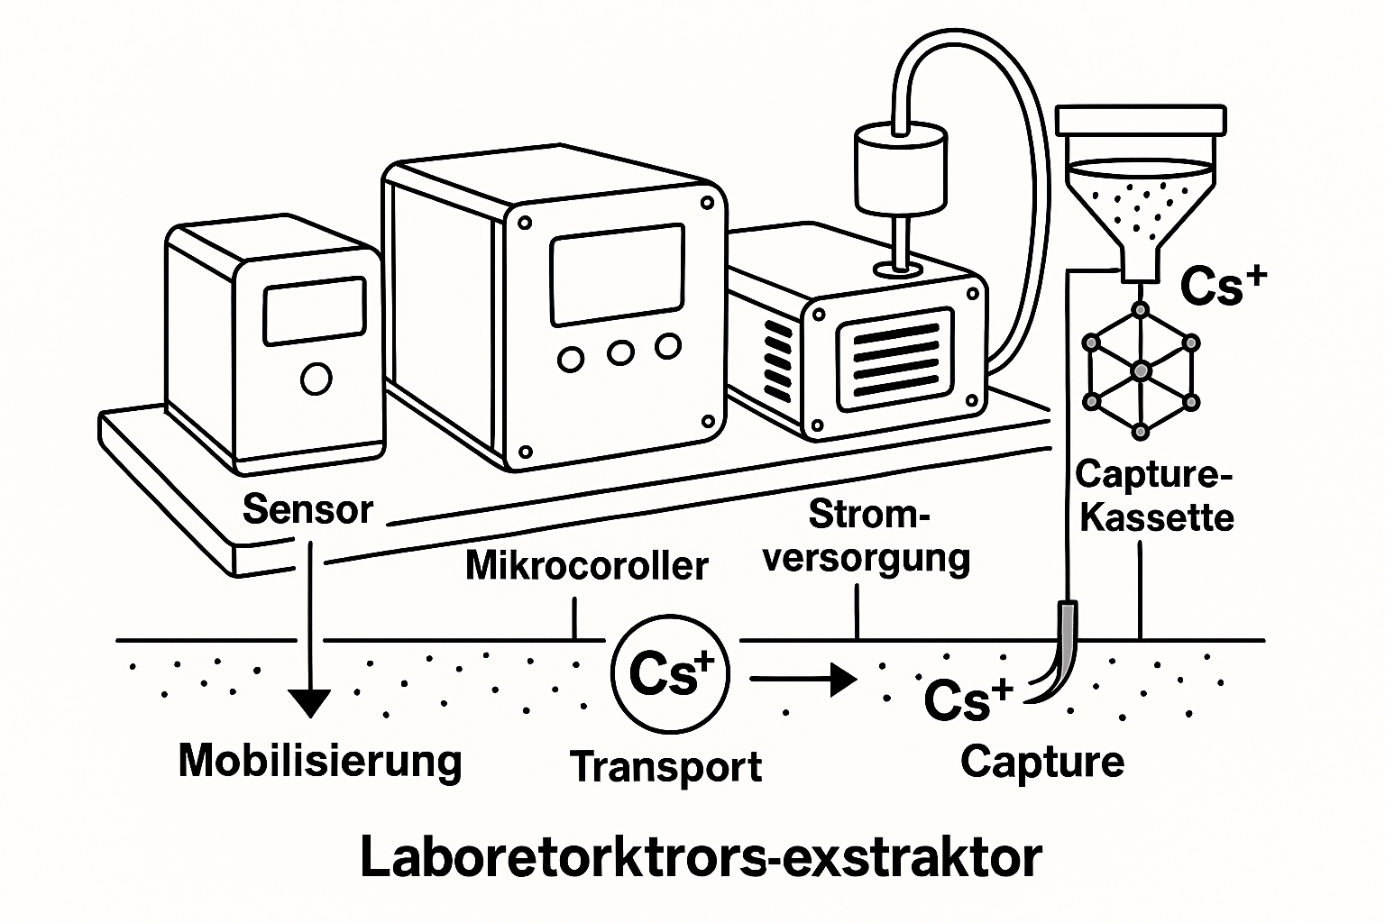 Cs⁺
Capture-
Kassette
Sensor
Strom-
versorgung
Mikrocoroller
Cs⁺
Cs⁺
Mobilisierung
Transport
Capture
Laboretorktrors-exstraktor